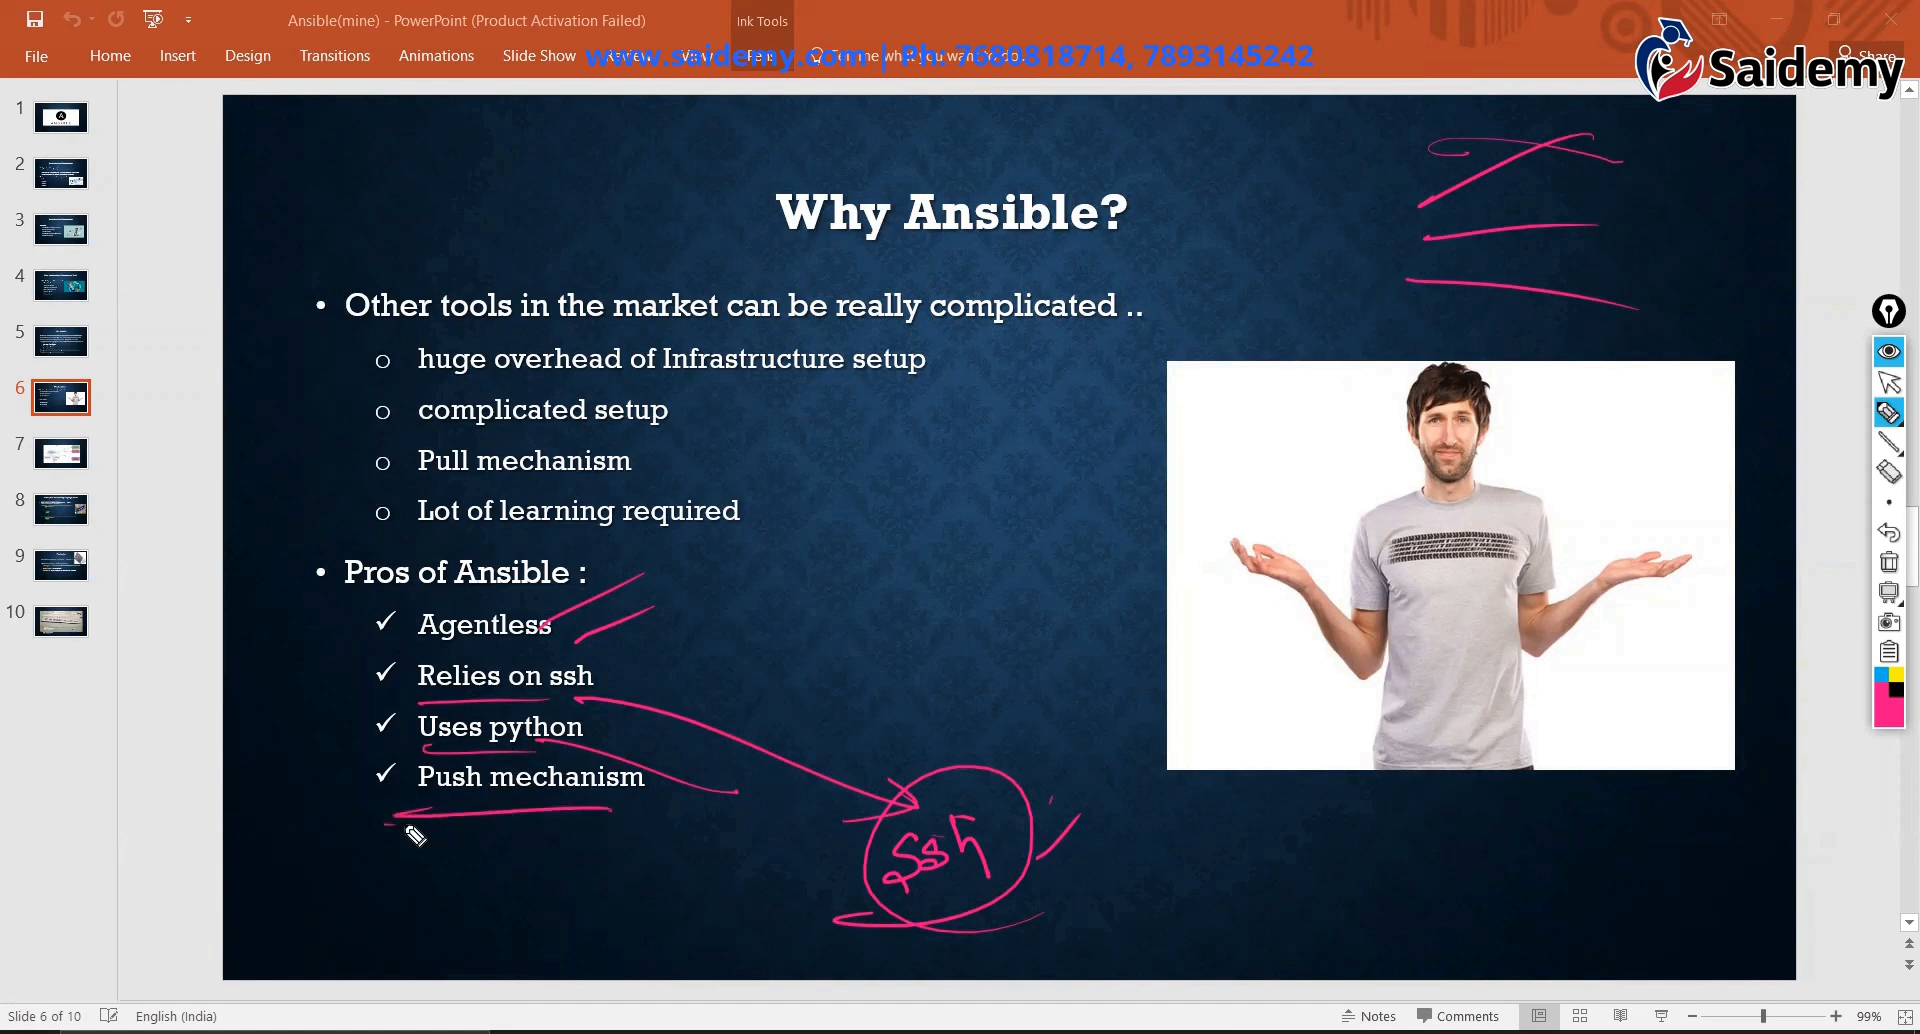 Ansible(mine) - PowerPoint (Product Activation Failed)
Ink Tools
File Home Insert Design Transitions Animations Slide Show Review View Pens Tell me what you want to do... Share
www.saidemy.com | Ph: 7680818714, 7893145242
Saidemy
1
2
3
4
5
6
7
8
9
10
Why Ansible?
• Other tools in the market can be really complicated ..
o huge overhead of Infrastructure setup
o complicated setup
o Pull mechanism
o Lot of learning required
• Pros of Ansible :
✓ Agentless
✓ Relies on ssh
✓ Uses python
✓ Push mechanism
ssh
Slide 6 of 10 English (India) Notes Comments 99%